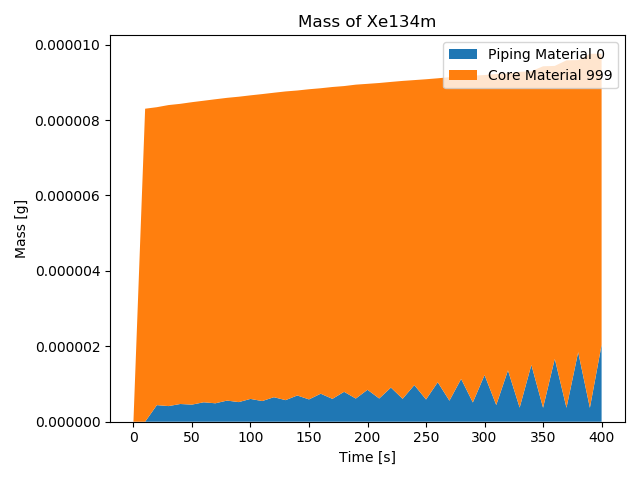 Mass of Xe134m
Piping Material 0
Core Material 999
0.000010
0.000008
0.000006
0.000004
0.000002
0.000000
Mass [g]
0 50 100 150 200 250 300 350 400
Time [s]